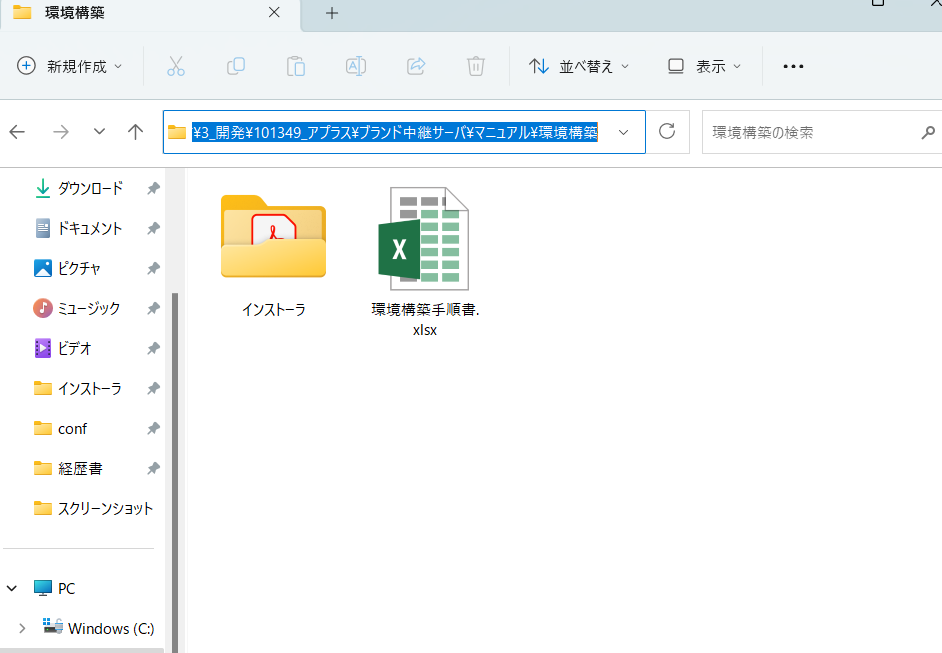 環境構築
新規作成
並べ替え
表示
¥3_開発¥101349_アプラス¥ブランド中継サーバ¥マニュアル¥環境構築
環境構築の検索
ダウンロード
ドキュメント
ピクチャ
ミュージック
ビデオ
インストーラ
conf
経歴書
スクリーンショット
PC
Windows (C:)
インストーラ
環境構築手順書.
xlsx